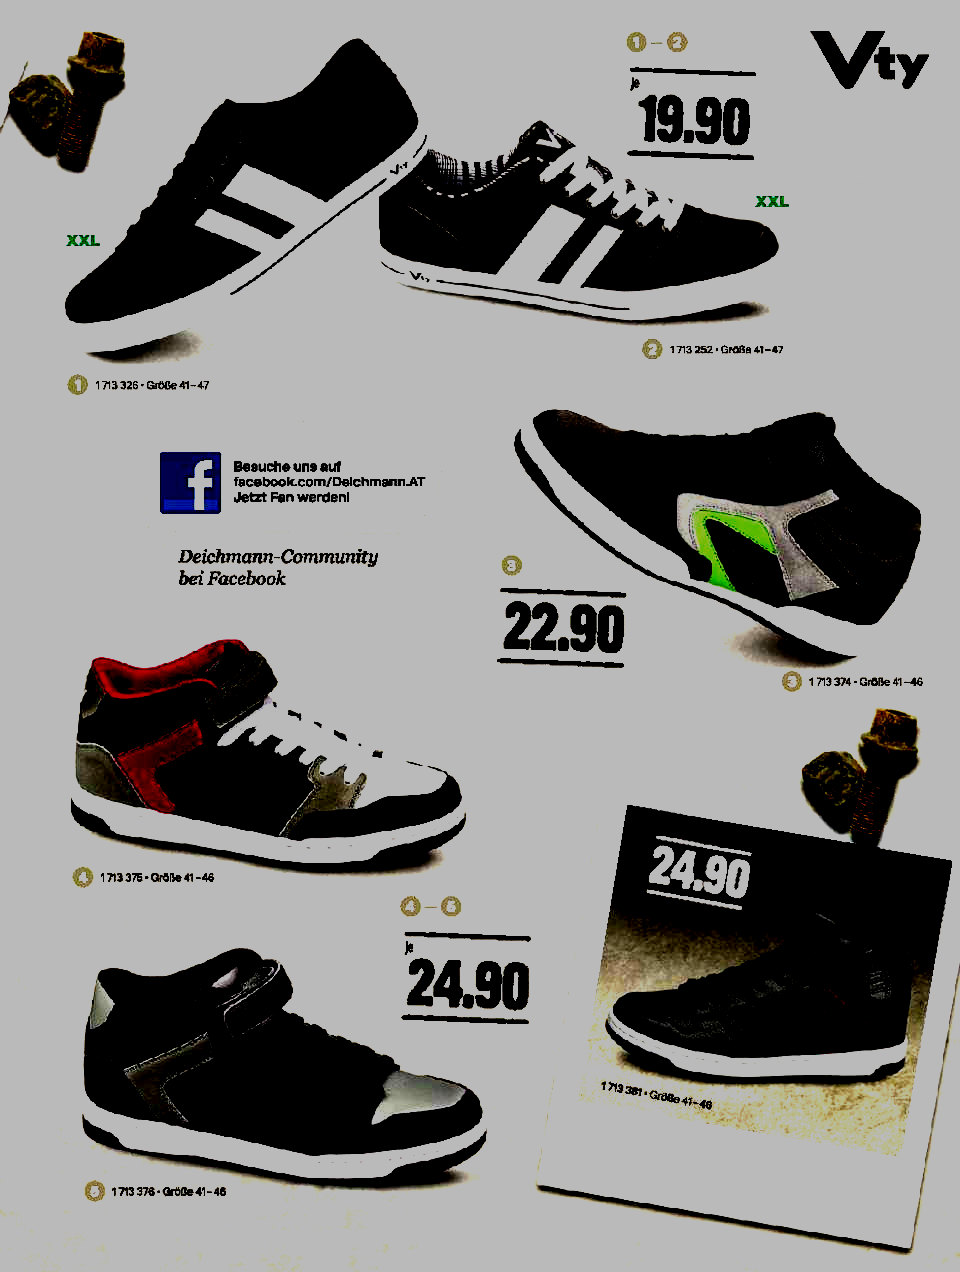 1 – 2
Vty
je
19.90
XXL
XXL
2 1 713 252 • Größe 41–47
1 1 713 326 • Größe 41–47
f
Besuche uns auf
facebook.com/Deichmann.AT
Jetzt Fan werden!
Deichmann-Community
bei Facebook
3
22.90
3 1 713 374 • Größe 41–46
24.90
4 1 713 375 • Größe 41–46
4 – 5
je
24.90
1 713 381 • Größe 41–46
5 1 713 376 • Größe 41–46